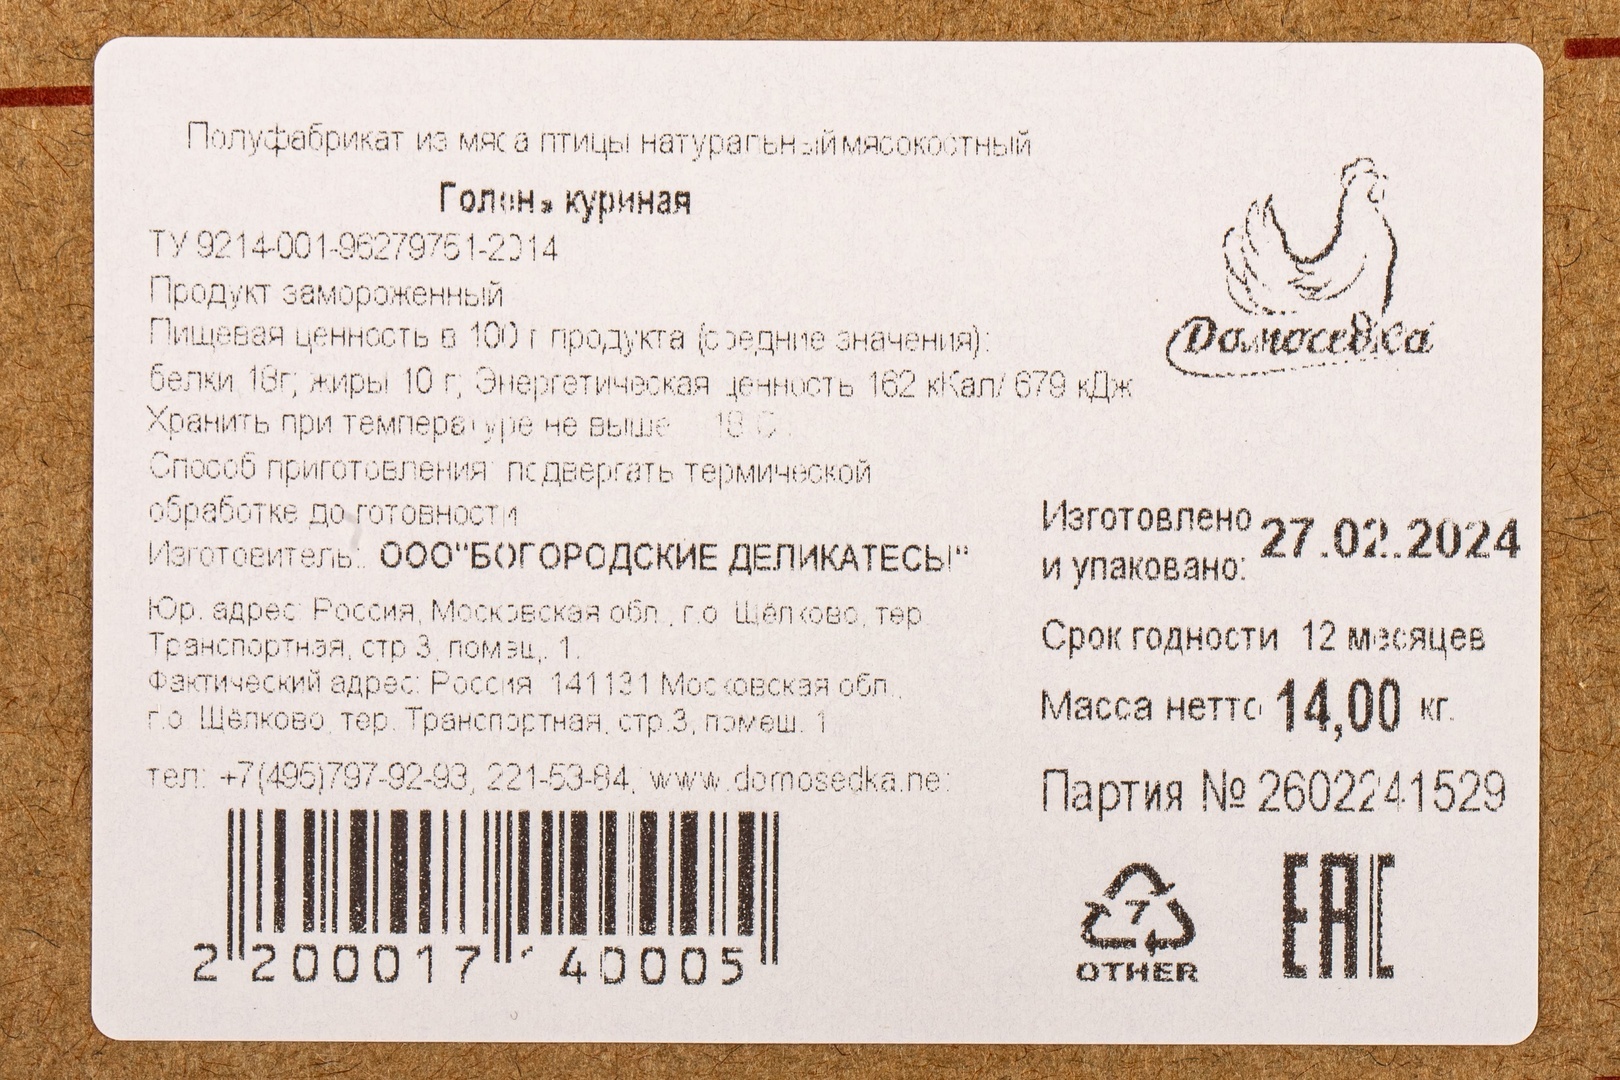 Полуфабрикат из мяса птицы натуральный мясокостный
Голень куриная
ТУ 9214-001-96279751-2014
Продукт замороженный
Пищевая ценность в 100 г продукта (средние значения):
белки 18г; жиры 10 г; Энергетическая ценность 162 кКал/ 679 кДж
Хранить при температуре не выше 18 С
Способ приготовления: подвергать термической
обработке до готовности
Изготовитель: ООО"БОГОРОДСКИЕ ДЕЛИКАТЕСЫ"
Юр. адрес: Россия, Московская обл., г.о. Щёлково, тер.
Транспортная, стр 3, помещ. 1.
Фактический адрес: Россия 141131 Московская обл.,
г.о. Щёлково, тер. Транспортная, стр.3, помещ. 1
тел: +7(495)797-92-93, 221-53-84, www.domosedka.net
2 200017 140005
Домоседка
Изготовлено
и упаковано: 27.02.2024
Срок годности 12 месяцев
Масса нетто 14,00 кг.
Партия № 2602241529
7
OTHER
EAC